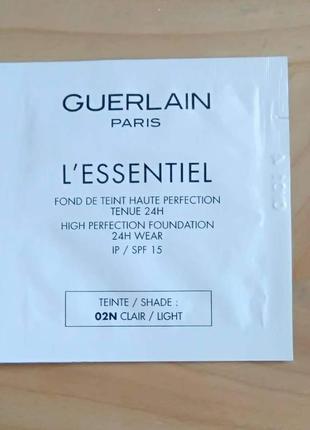 GUERLAIN
PARIS
L'ESSENTIEL
FOND DE TEINT HAUTE PERFECTION
TENUE 24H
HIGH PERFECTION FOUNDATION
24H WEAR
IP / SPF 15
TEINTE / SHADE :
02N CLAIR / LIGHT